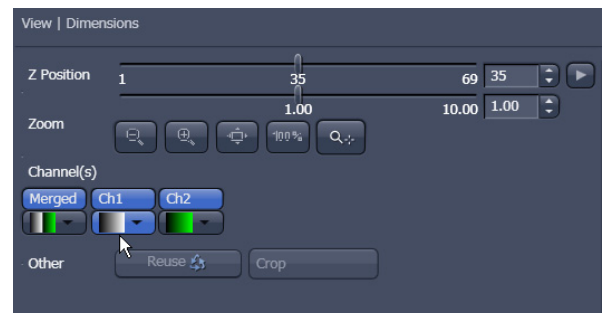 View | Dimensions
Z Position 1 35 69 35
1.00 10.00 1.00
Zoom
100%
Channel(s)
Merged Ch1 Ch2
Other Reuse Crop